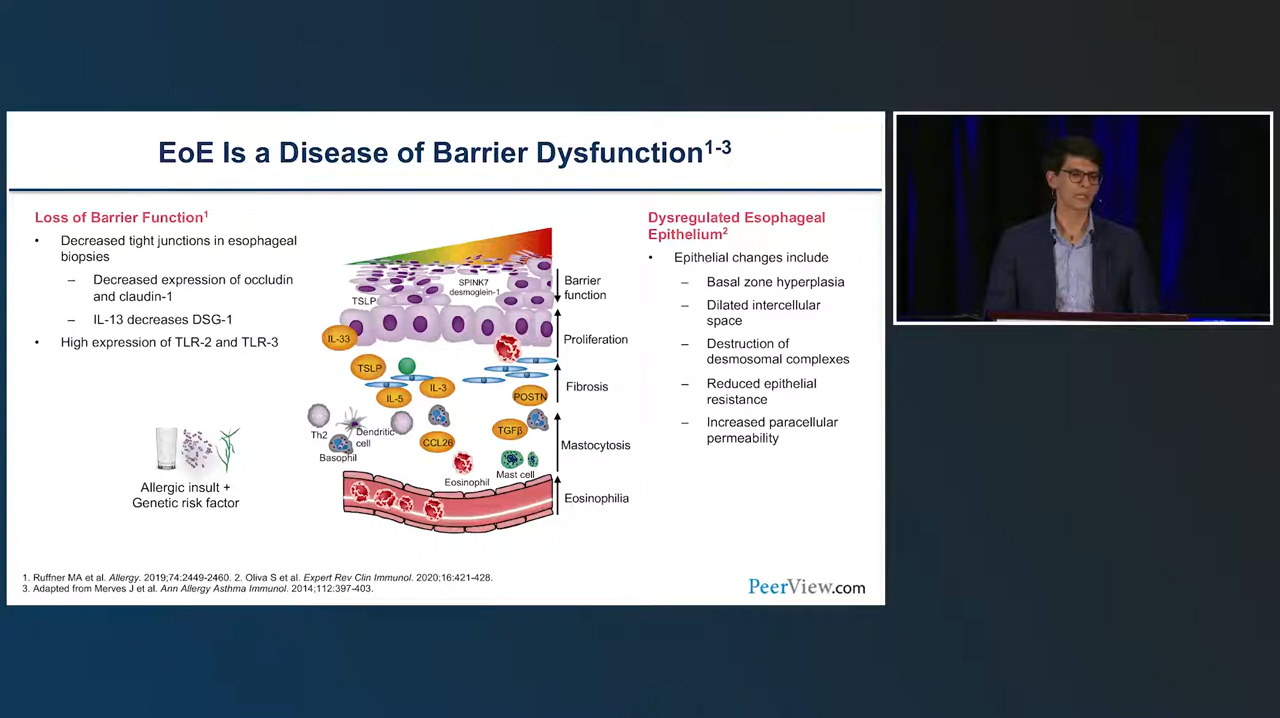 EoE Is a Disease of Barrier Dysfunction1-3
Loss of Barrier Function1
• Decreased tight junctions in esophageal
biopsies
– Decreased expression of occludin
and claudin-1
– IL-13 decreases DSG-1
• High expression of TLR-2 and TLR-3
Allergic insult +
Genetic risk factor
SPINK7
desmoglein-1
TSLP
IL-33
TSLP
IL-5
IL-3
POSTN
Th2
Dendritic
cell
Basophil
CCL26
TGFβ
Eosinophil
Mast cell
Barrier
function
Proliferation
Fibrosis
Mastocytosis
Eosinophilia
Dysregulated Esophageal
Epithelium2
• Epithelial changes include
– Basal zone hyperplasia
– Dilated intercellular
space
– Destruction of
desmosomal complexes
– Reduced epithelial
resistance
– Increased paracellular
permeability
1. Ruffner MA et al. Allergy. 2019;74:2449-2460. 2. Oliva S et al. Expert Rev Clin Immunol. 2020;16:421-428.
3. Adapted from Merves J et al. Ann Allergy Asthma Immunol. 2014;112:397-403.
PeerView.com